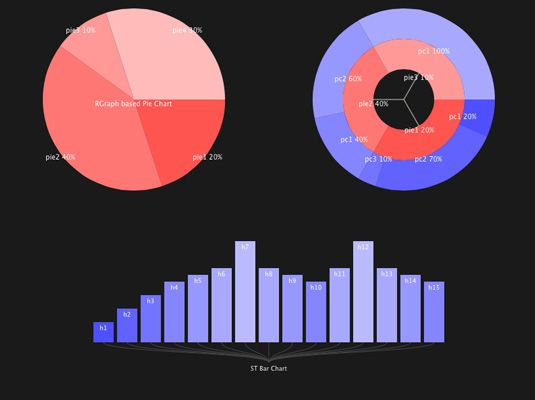 pie3 10%
pie4 30%
RGraph based Pie Chart
pie2 40%
pie1 20%
pc1 100%
pc2 60%
pie3 10%
pie2 40%
pc1 20%
pie1 20%
pc1 40%
pc3 10%
pc2 70%
h1
h2
h3
h4
h5
h6
h7
h8
h9
h10
h11
h12
h13
h14
h15
ST Bar Chart